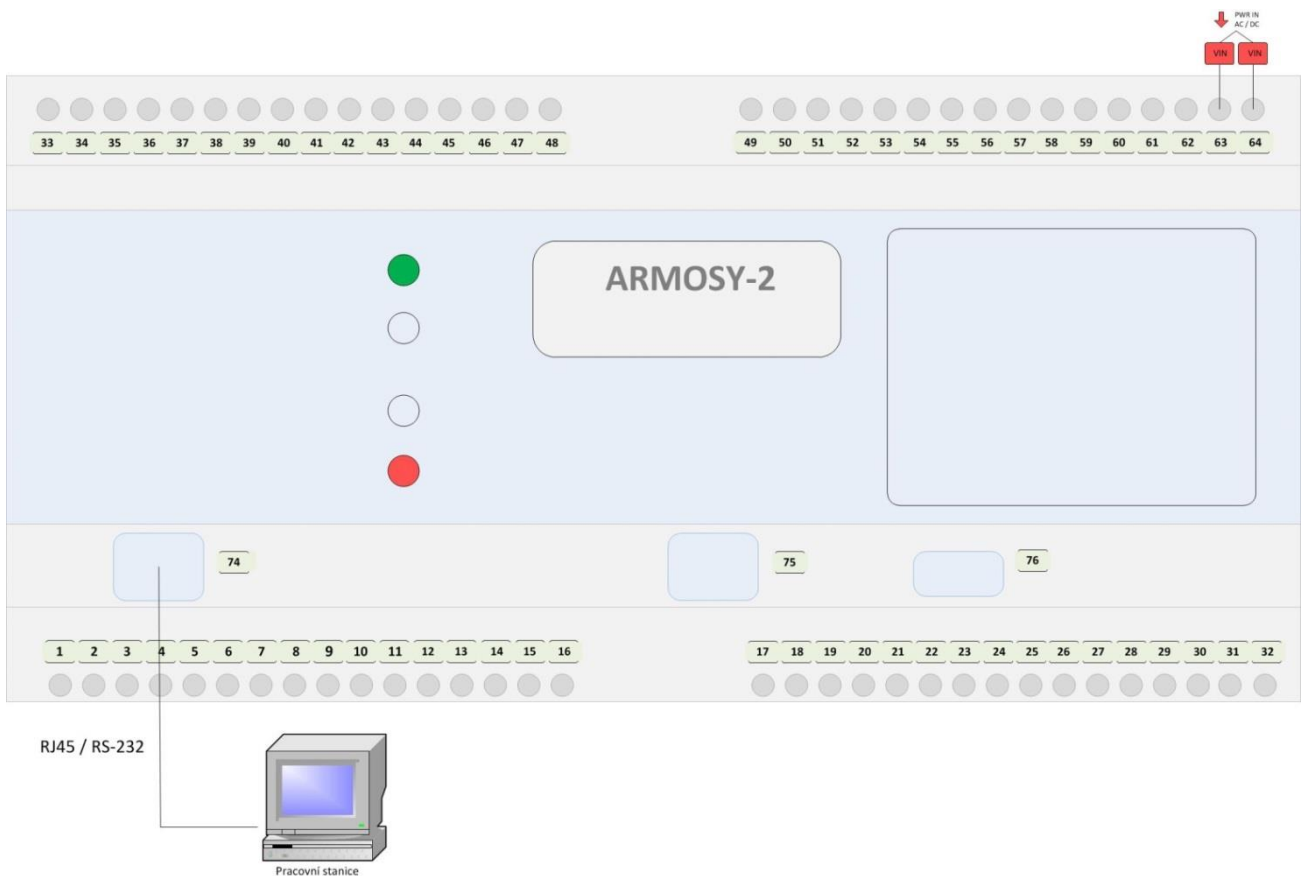 PWR IN
AC / DC
VIN VIN
33 34 35 36 37 38 39 40 41 42 43 44 45 46 47 48 49 50 51 52 53 54 55 56 57 58 59 60 61 62 63 64
ARMOSY-2
74 75 76
1 2 3 4 5 6 7 8 9 10 11 12 13 14 15 16 17 18 19 20 21 22 23 24 25 26 27 28 29 30 31 32
RJ45 / RS-232
Pracovní stanice